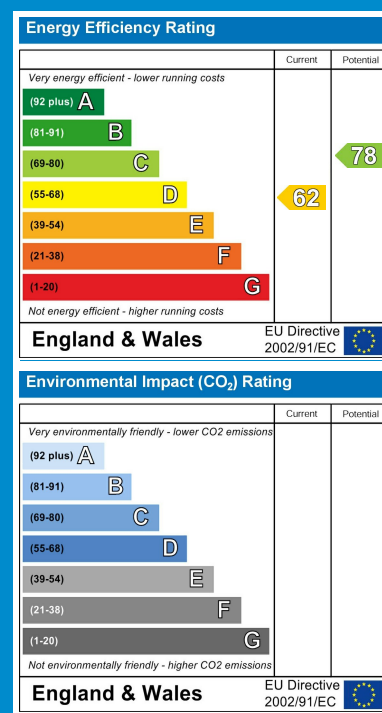 Energy Efficiency Rating
Current Potential
Very energy efficient - lower running costs
(92 plus) A
(81-91) B
(69-80) C
78
(55-68) D
62
(39-54) E
(21-38) F
(1-20) G
Not energy efficient - higher running costs
England & Wales
EU Directive
2002/91/EC
Environmental Impact (CO₂) Rating
Current Potential
Very environmentally friendly - lower CO2 emissions
(92 plus) A
(81-91) B
(69-80) C
(55-68) D
(39-54) E
(21-38) F
(1-20) G
Not environmentally friendly - higher CO2 emissions
England & Wales
EU Directive
2002/91/EC